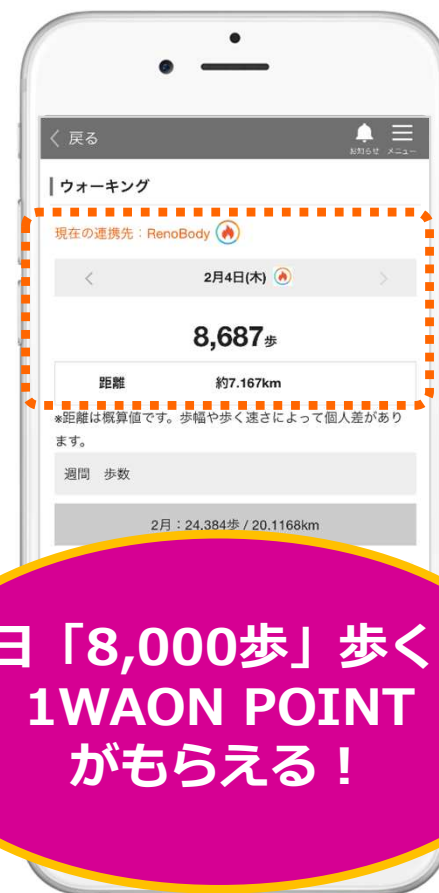 戻る
お知らせ メニュー
ウォーキング
現在の連携先：RenoBody
2月4日(木)
8,687歩
距離 約7.167km
*距離は概算値です。歩幅や歩く速さによって個人差があり
ます。
週間 歩数
2月：24,384歩 / 20.1168km
日「8,000歩」歩く
1WAON POINT
がもらえる！